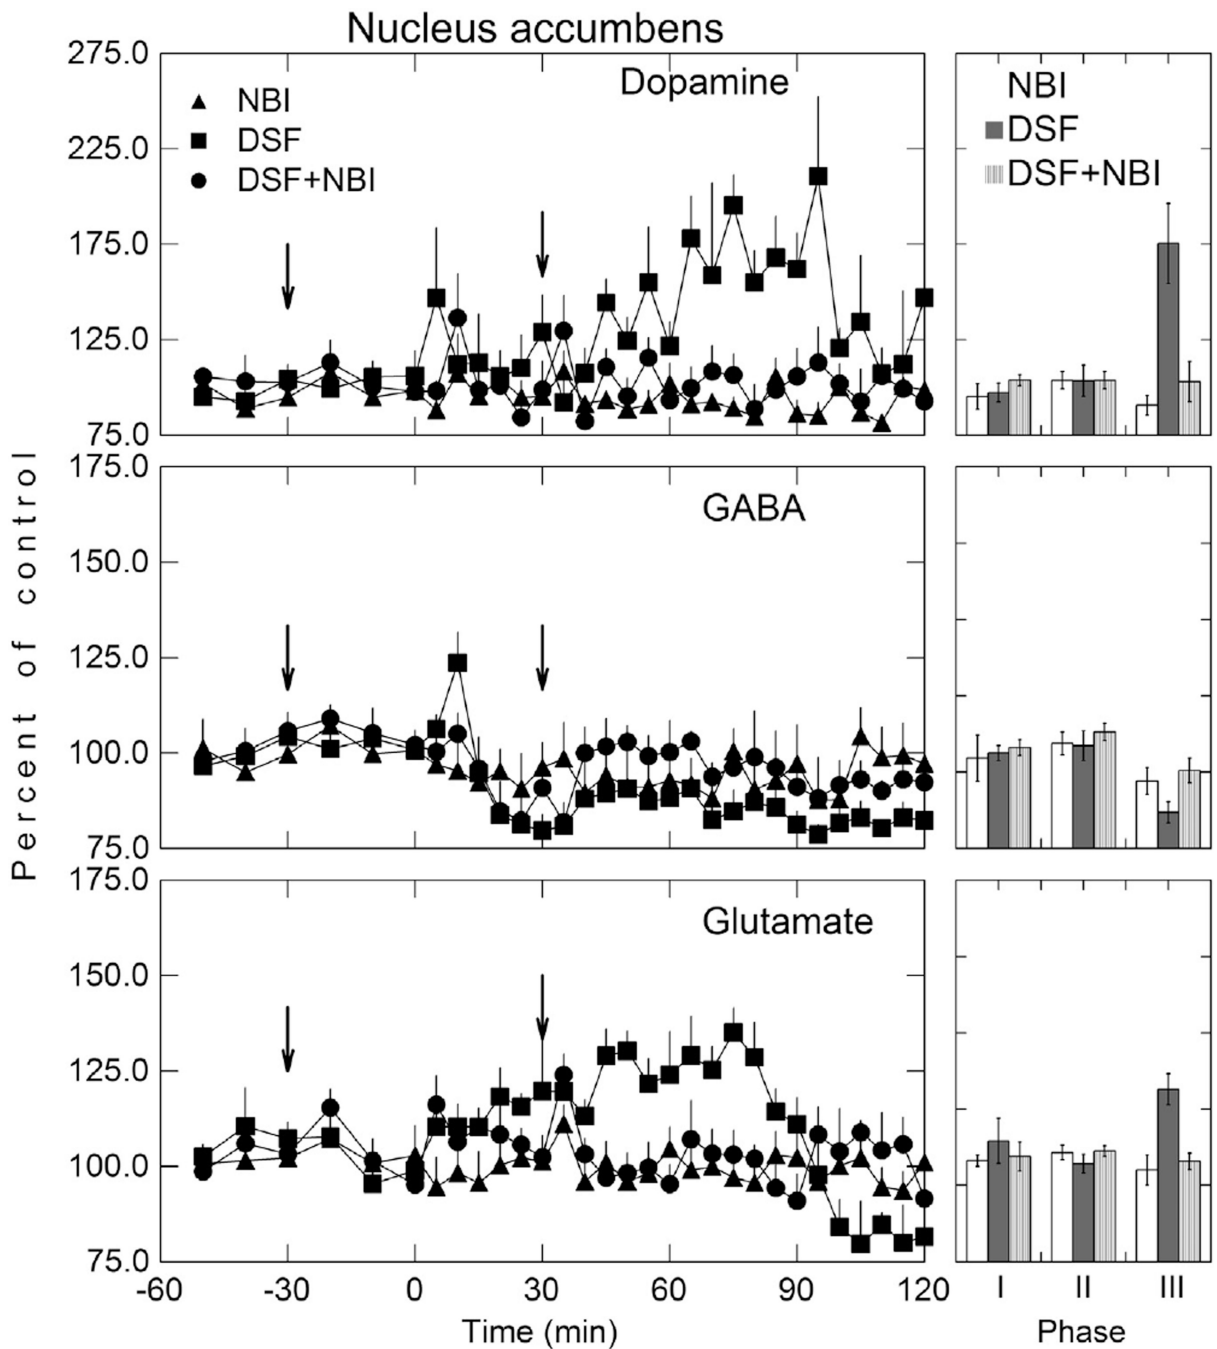 Nucleus accumbens
Dopamine
NBI
DSF
DSF+NBI
275.0
225.0
175.0
125.0
75.0
NBI
DSF
DSF+NBI
Percent of control
GABA
175.0
150.0
125.0
100.0
75.0
Glutamate
175.0
150.0
125.0
100.0
75.0
-60 -30 0 30 60 90 120
Time (min)
I II III
Phase